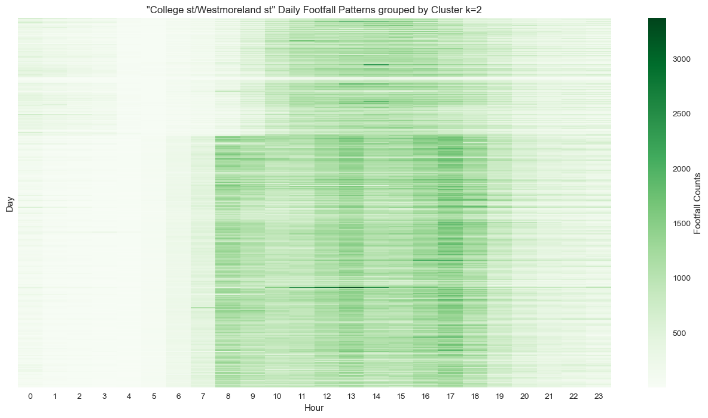 "College st/Westmoreland st" Daily Footfall Patterns grouped by Cluster k=2
3000
2500
2000
1500
1000
500
Footfall Counts
Day
0 1 2 3 4 5 6 7 8 9 10 11 12 13 14 15 16 17 18 19 20 21 22 23
Hour